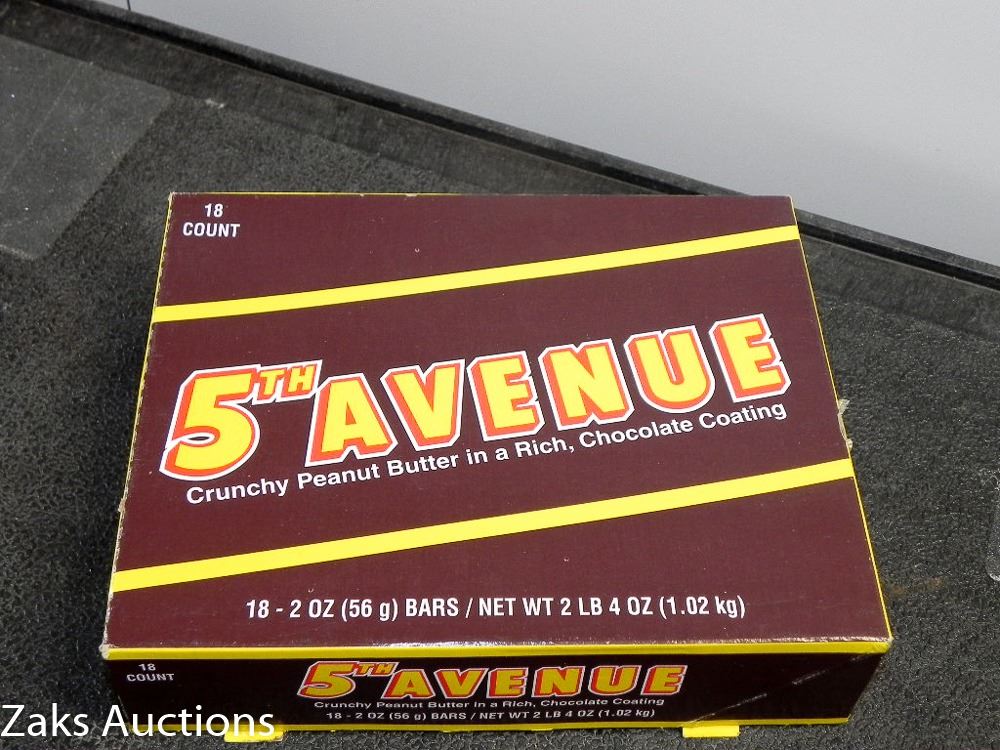 18
COUNT
5TH AVENUE
Crunchy Peanut Butter in a Rich, Chocolate Coating
18 - 2 OZ (56 g) BARS / NET WT 2 LB 4 OZ (1.02 kg)
18
COUNT
5TH AVENUE
Crunchy Peanut Butter in a Rich, Chocolate Coating
18 - 2 OZ (56 g) BARS / NET WT 2 LB 4 OZ (1.02 kg)
Zaks Auctions